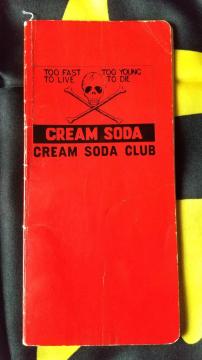 TOO FAST TOO YOUNG
TO LIVE TO DIE
CREAM SODA
CREAM SODA CLUB